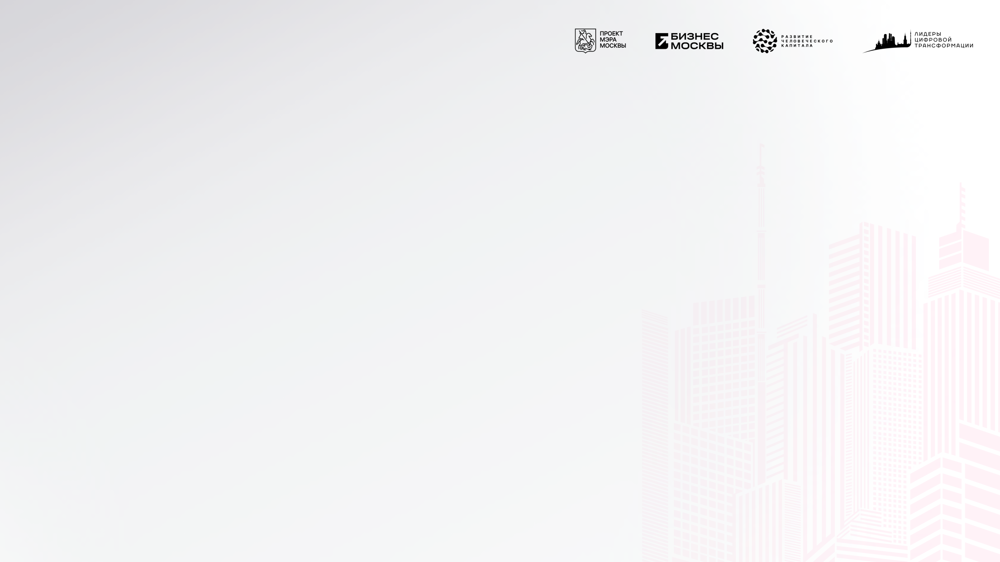 ПРОЕКТ
МЭРА
МОСКВЫ
БИЗНЕС
МОСКВЫ
РАЗВИТИЕ
ЧЕЛОВЕЧЕСКОГО
КАПИТАЛА
ЛИДЕРЫ
ЦИФРОВОЙ
ТРАНСФОРМАЦИИ